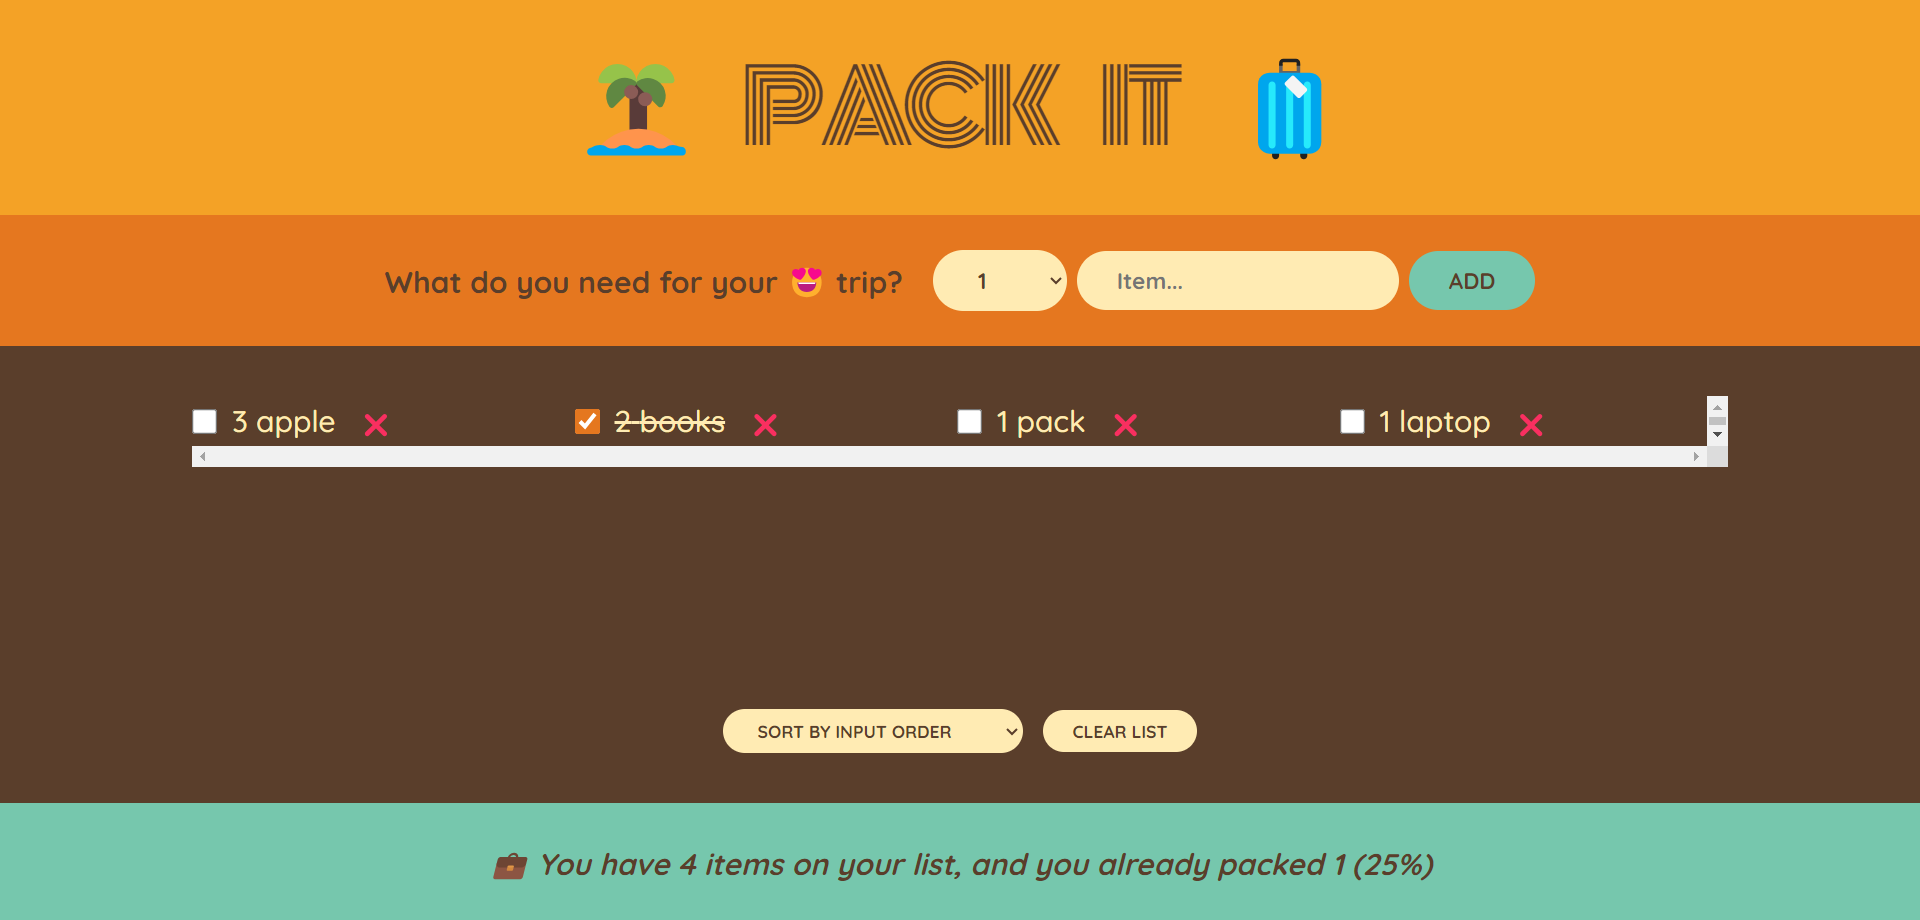 PACK IT
What do you need for your 😍 trip? 1 Item... ADD
3 apple ❌ 2 books ❌ 1 pack ❌ 1 laptop ❌
SORT BY INPUT ORDER CLEAR LIST
💼 You have 4 items on your list, and you already packed 1 (25%)